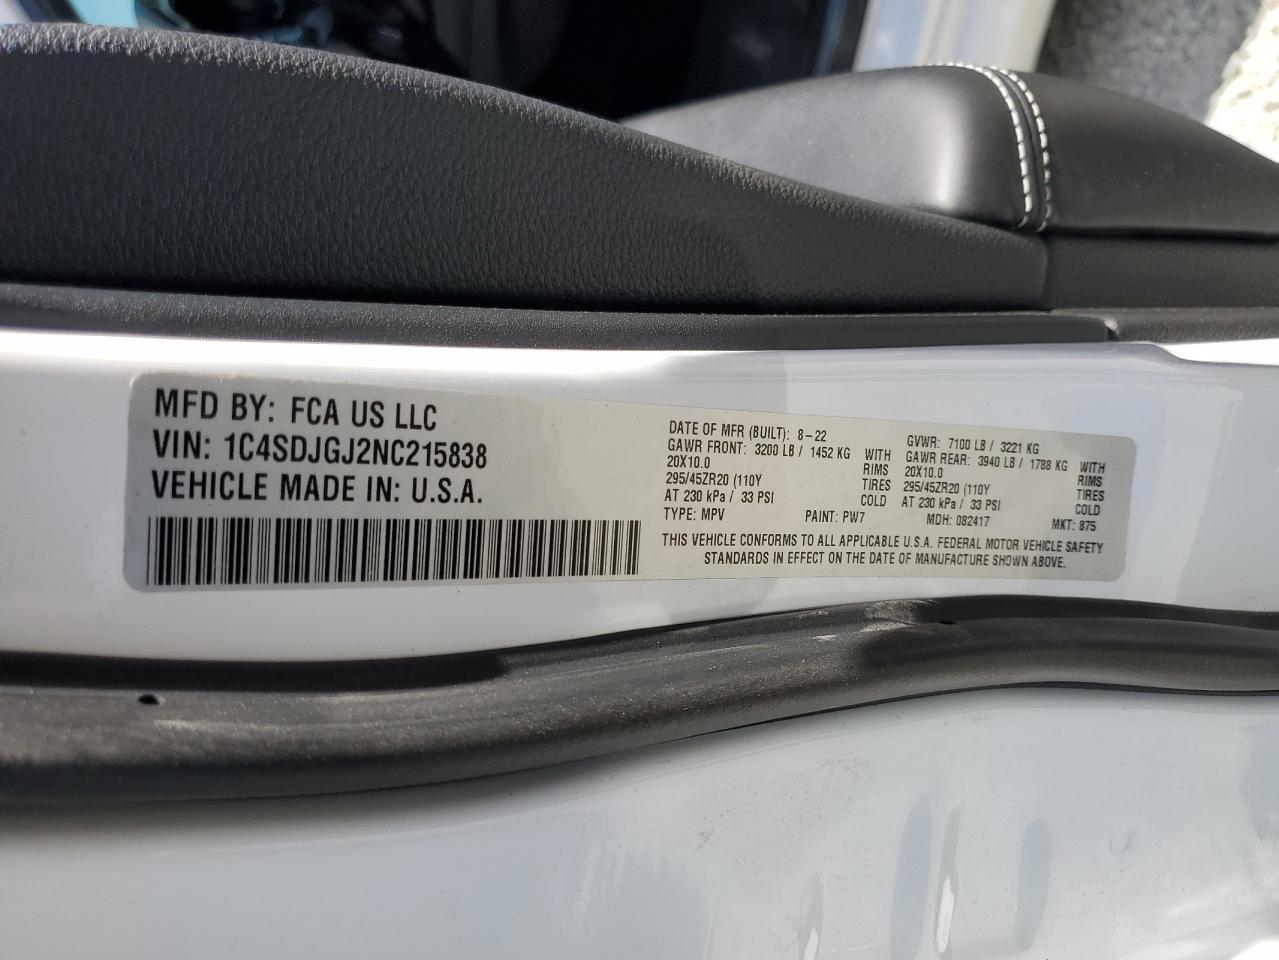 MFD BY: FCA US LLC
VIN: 1C4SDJGJ2NC215838
VEHICLE MADE IN: U.S.A.
DATE OF MFR (BUILT): 8-22
GAWR FRONT: 3200 LB / 1452 KG WITH
20X10.0 RIMS
295/45ZR20 (110Y TIRES
AT 230 kPa / 33 PSI COLD
TYPE: MPV PAINT: PW7
GVWR: 7100 LB / 3221 KG
GAWR REAR: 3940 LB / 1788 KG WITH
20X10.0 RIMS
295/45ZR20 (110Y TIRES
AT 230 kPa / 33 PSI COLD
MDH: 082417 MKT: 875
THIS VEHICLE CONFORMS TO ALL APPLICABLE U.S.A. FEDERAL MOTOR VEHICLE SAFETY
STANDARDS IN EFFECT ON THE DATE OF MANUFACTURE SHOWN ABOVE.